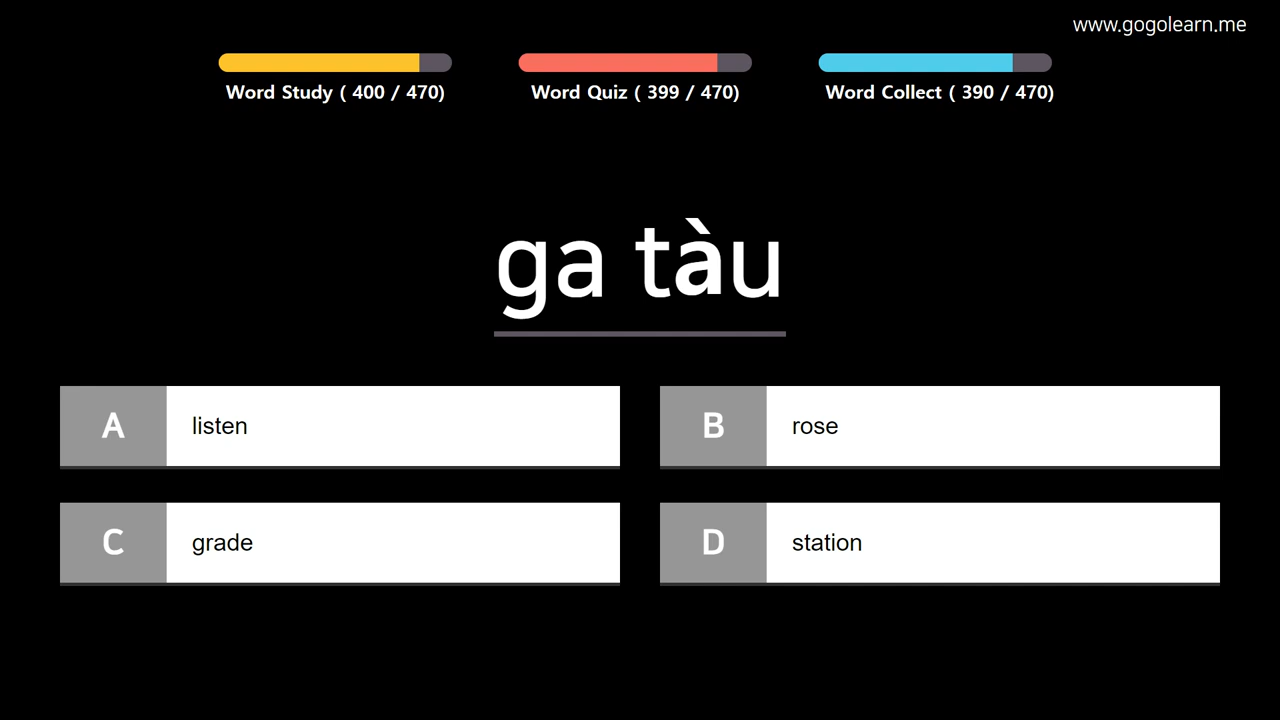 www.gogolearn.me
Word Study ( 400 / 470)
Word Quiz ( 399 / 470)
Word Collect ( 390 / 470)
ga tàu
A listen
B rose
C grade
D station